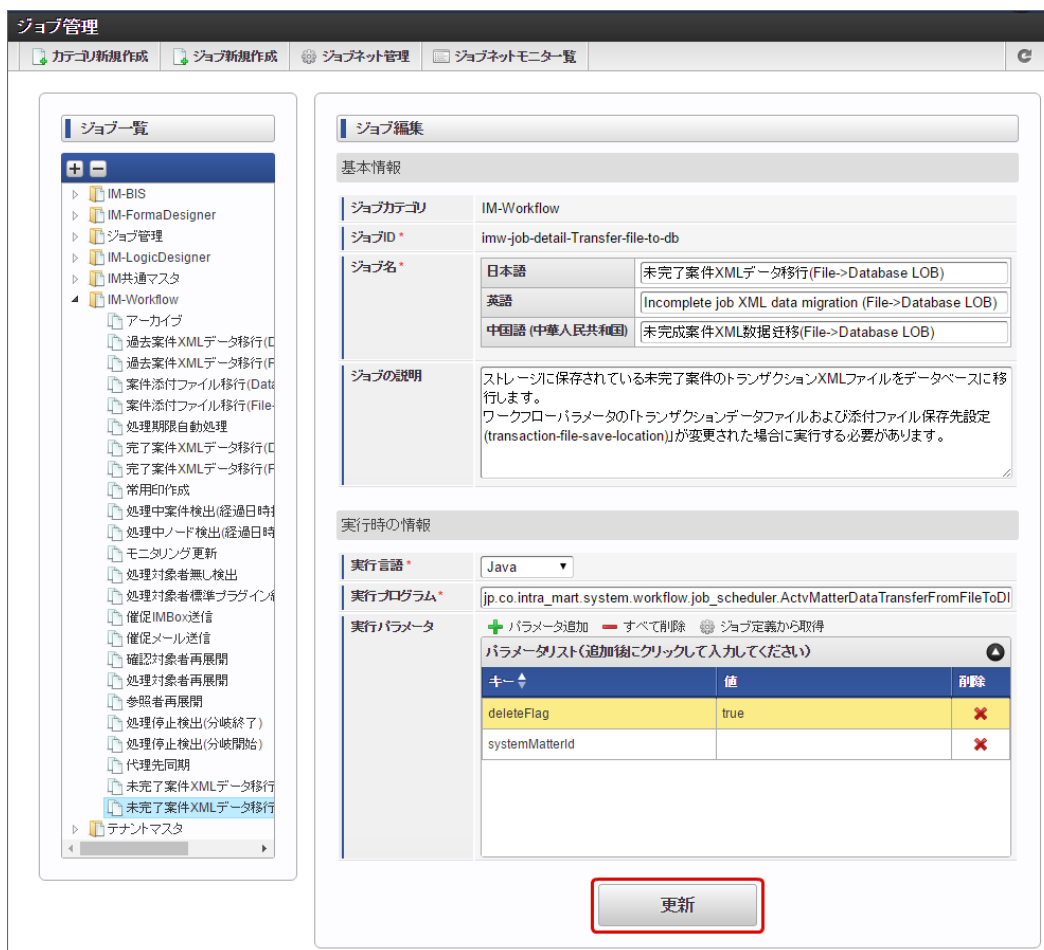 ジョブ管理
カテゴリ新規作成 ジョブ新規作成 ジョブネット管理 ジョブネットモニター覧
ジョブ一覧
IM-BIS
IM-FormaDesigner
ジョブ管理
IM-LogicDesigner
IM共通マスタ
IM-Workflow
アーカイブ
過去案件XMLデータ移行(D
過去案件XMLデータ移行(F
案件添付ファイル移行(Data
案件添付ファイル移行(File-
処理期限自動処理
完了案件XMLデータ移行(D
完了案件XMLデータ移行(F
常用印作成
処理中案件検出(経過日時
処理中ノード検出(経過日時
モニタリング更新
処理対象者無し検出
処理対象者標準プラグイン
催促IMBox送信
催促メール送信
確認対象者再展開
処理対象者再展開
参照者再展開
処理停止検出(分岐終了)
処理停止検出(分岐開始)
代理先同期
未完了案件XMLデータ移行
未完了案件XMLデータ移行
テナントマスタ
ジョブ編集
基本情報
ジョブカテゴリ IM-Workflow
ジョブID * imw-job-detail-Transfer-file-to-db
ジョブ名 * 日本語 未完了案件XMLデータ移行(File->Database LOB)
英語 Incomplete job XML data migration (File->Database LOB)
中国語 (中華人民共和国) 未完成案件XML数据迁移(File->Database LOB)
ジョブの説明 ストレージに保存されている未完了案件のトランザクションXMLファイルをデータベースに移
行します。
ワークフローパラメータの「トランザクションデータファイルおよび添付ファイル保存先設定
(transaction-file-save-location)」が変更された場合に実行する必要があります。
実行時の情報
実行言語 * Java
実行プログラム * jp.co.intra_mart.system.workflow.job_scheduler.ActvMatterDataTransferFromFileToDI
実行パラメータ パラメータ追加 すべて削除 ジョブ定義から取得
パラメータリスト(追加後にクリックして入力してください)
キー 値 削除
deleteFlag true
systemMatterId
更新